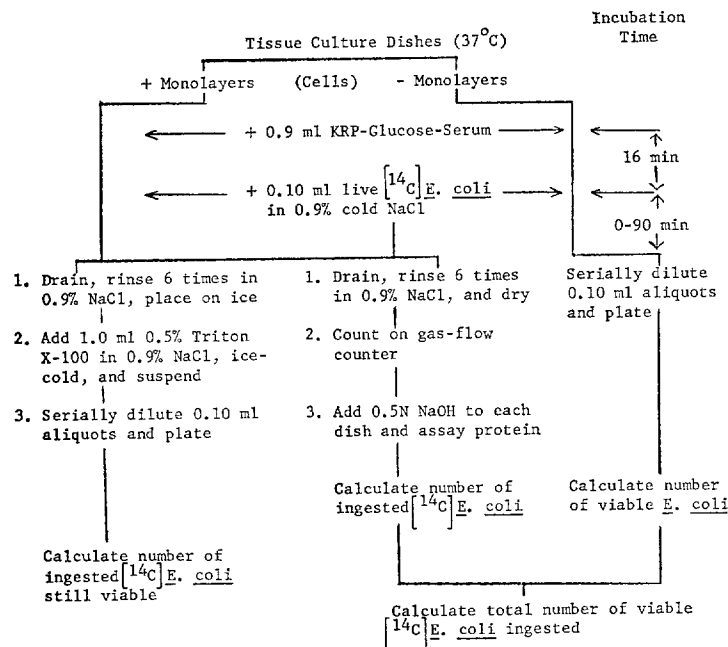 Incubation
Time
Tissue Culture Dishes (37°C)
+ Monolayers (Cells) - Monolayers
+ 0.9 ml KRP-Glucose-Serum
16 min
+ 0.10 ml live [14C] E. coli
in 0.9% cold NaCl
0-90 min
1. Drain, rinse 6 times in
0.9% NaCl, place on ice
2. Add 1.0 ml 0.5% Triton
X-100 in 0.9% NaCl, ice-
cold, and suspend
3. Serially dilute 0.10 ml
aliquots and plate
Calculate number of
ingested [14C] E. coli
still viable
1. Drain, rinse 6 times
in 0.9% NaCl, and dry
2. Count on gas-flow
counter
3. Add 0.5N NaOH to each
dish and assay protein
Calculate number of
ingested [14C] E. coli
Serially dilute
0.10 ml aliquots
and plate
Calculate number
of viable E. coli
Calculate total number of viable
[14C] E. coli ingested